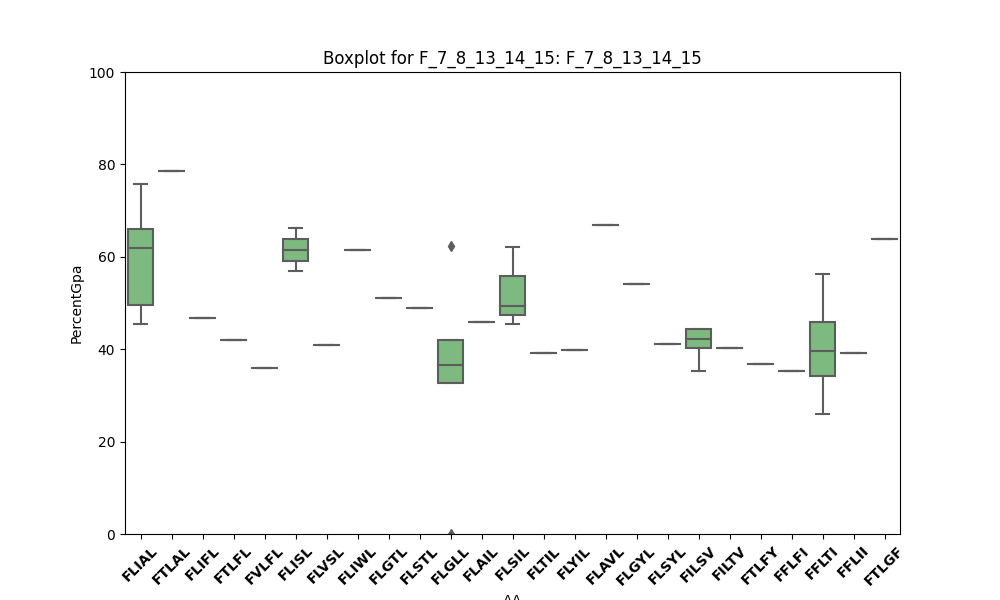 Boxplot for F_7_8_13_14_15: F_7_8_13_14_15
100
80
60
40
20
0
PercentGpa
FLIAL
FTLAL
FLIFL
FTLFL
FVLFL
FLISL
FLVSL
FLIWL
FLGTL
FLSTL
FLGLL
FLAIL
FLSIL
FLTIL
FLYIL
FLAVL
FLGYL
FLSYL
FILSV
FILTV
FTLFY
FFLFI
FFLTI
FFLII
FTLGF
AA